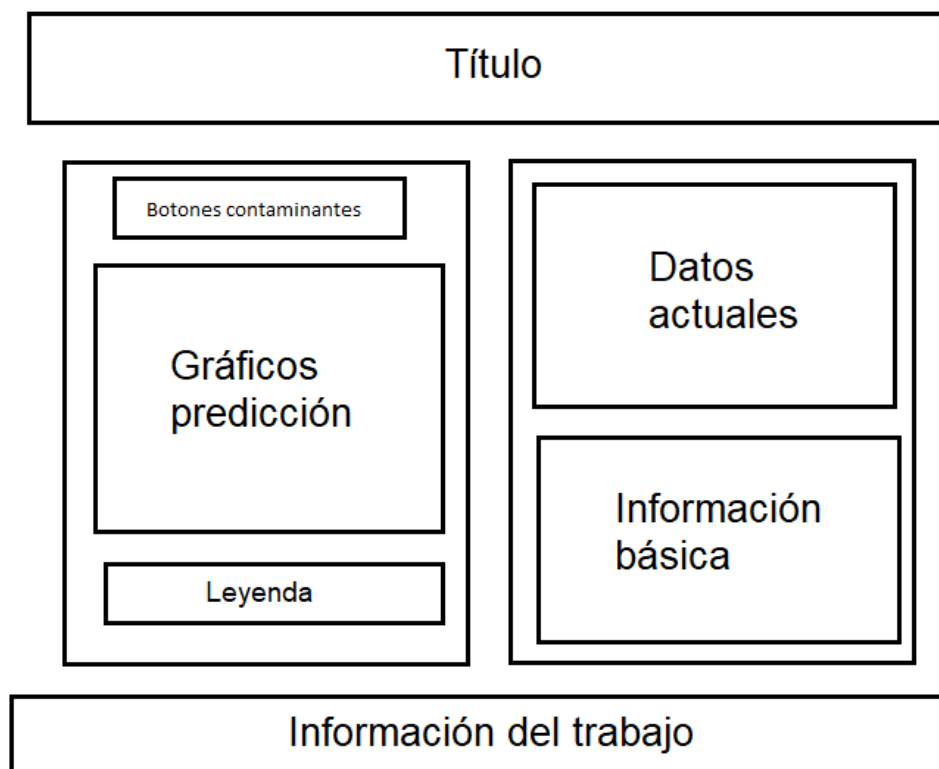 Título
Botones contaminantes
Gráficos
predicción
Leyenda
Datos
actuales
Información
básica
Información del trabajo